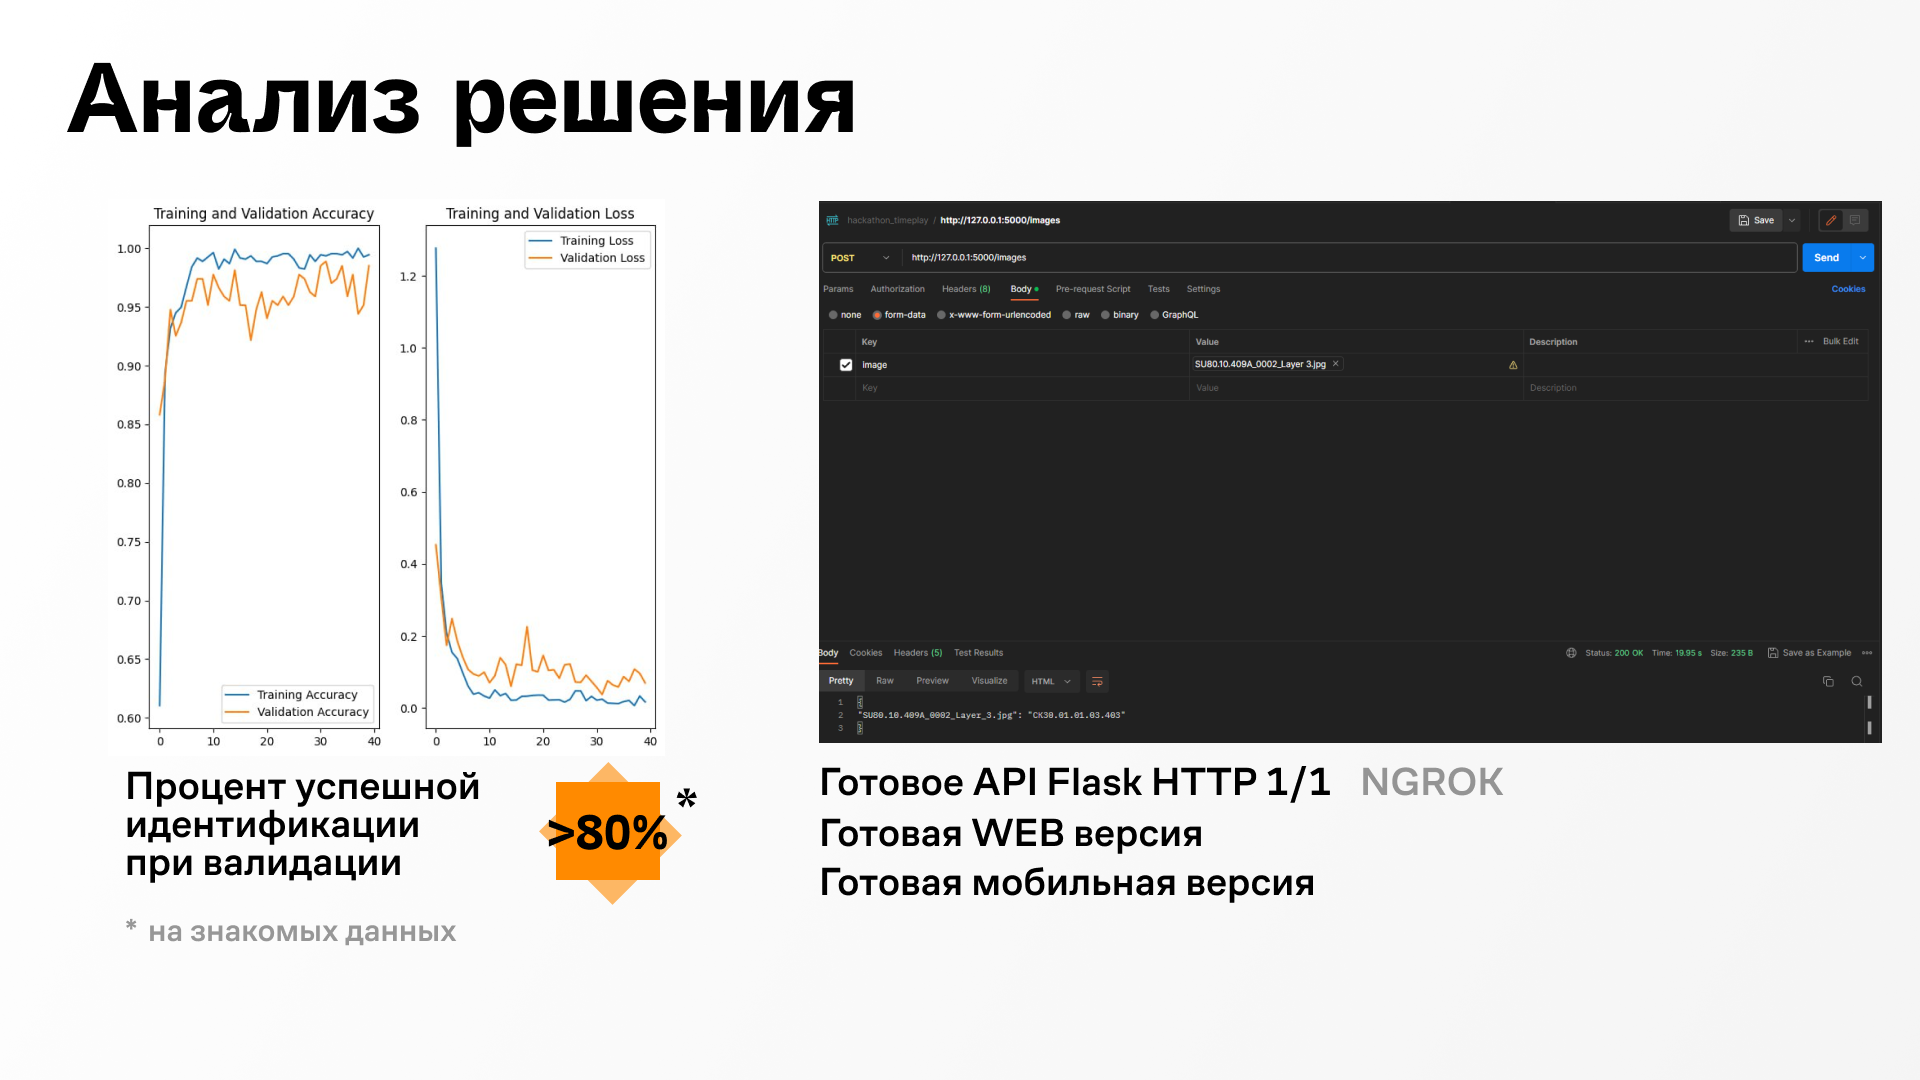 Анализ решения
Training and Validation Accuracy
1.00
0.95
0.90
0.85
0.80
0.75
0.70
0.65
0.60
Training Accuracy
Validation Accuracy
0 10 20 30 40
Training and Validation Loss
Training Loss
Validation Loss
1.2
1.0
0.8
0.6
0.4
0.2
0.0
0 10 20 30 40
Процент успешной
идентификации
при валидации
>80% *
* на знакомых данных
HTTP hackathon_timeplay / http://127.0.0.1:5000/images Save
POST http://127.0.0.1:5000/images Send
Params Authorization Headers (8) Body Pre-request Script Tests Settings Cookies
none form-data x-www-form-urlencoded raw binary GraphQL
Key Value Description ··· Bulk Edit
image SU80.10.409A_0002_Layer 3.jpg ×
Key Value Description
Body Cookies Headers (5) Test Results Status: 200 OK Time: 19.95 s Size: 235 B Save as Example
Pretty Raw Preview Visualize HTML
1
2 "SU80.10.409A_0002_Layer_3.jpg": "CK30.01.01.03.403"
3
Готовое API Flask HTTP 1/1 NGROK
Готовая WEB версия
Готовая мобильная версия